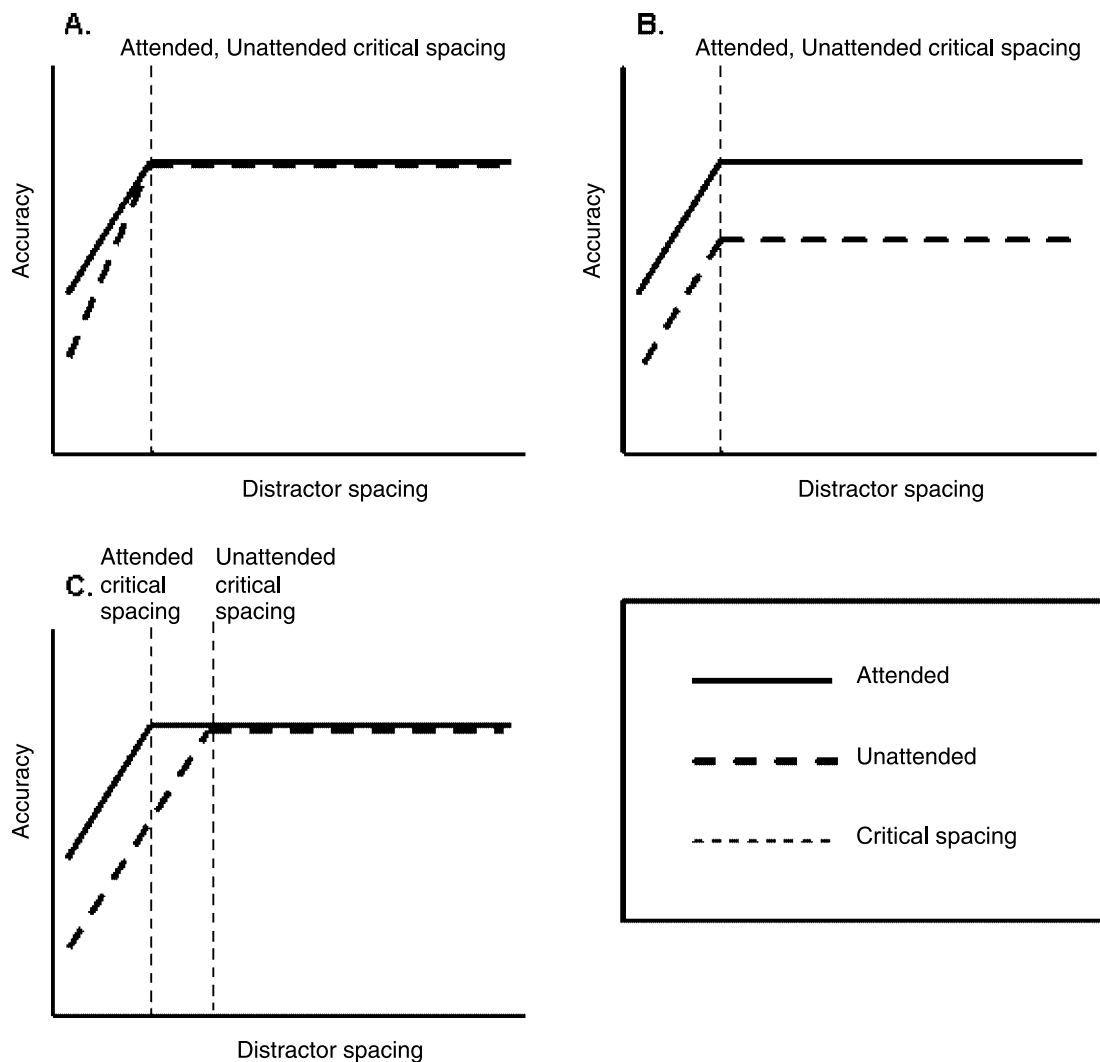 A.
Attended, Unattended critical spacing
Accuracy
Distractor spacing
B.
Attended, Unattended critical spacing
Accuracy
Distractor spacing
C.
Attended
critical
spacing
Unattended
critical
spacing
Accuracy
Distractor spacing
Attended
Unattended
Critical spacing